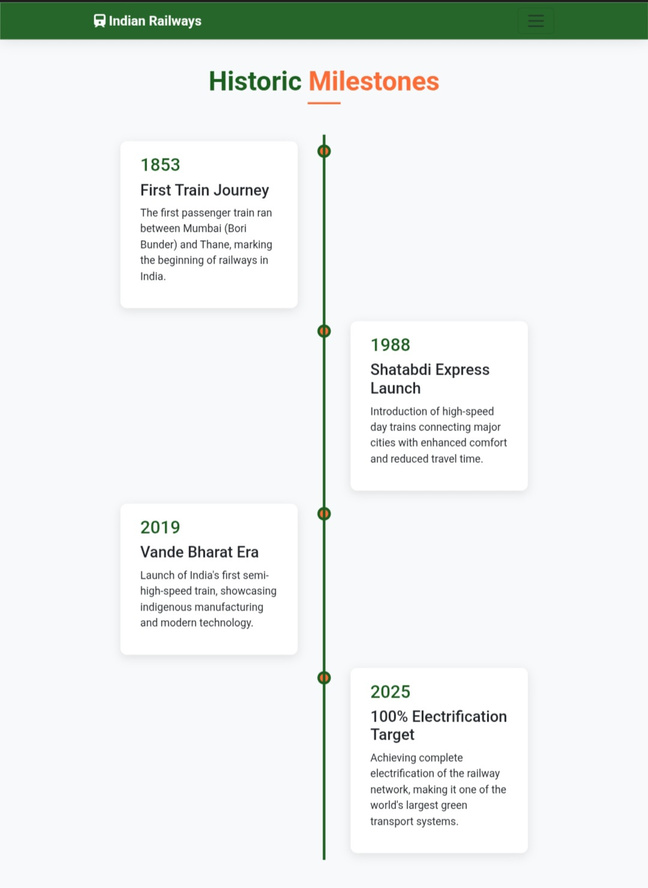 Indian Railways
Historic Milestones
1853
First Train Journey
The first passenger train ran
between Mumbai (Bori
Bunder) and Thane, marking
the beginning of railways in
India.
1988
Shatabdi Express
Launch
Introduction of high-speed
day trains connecting major
cities with enhanced comfort
and reduced travel time.
2019
Vande Bharat Era
Launch of India's first semi-
high-speed train, showcasing
indigenous manufacturing
and modern technology.
2025
100% Electrification
Target
Achieving complete
electrification of the railway
network, making it one of the
world's largest green
transport systems.